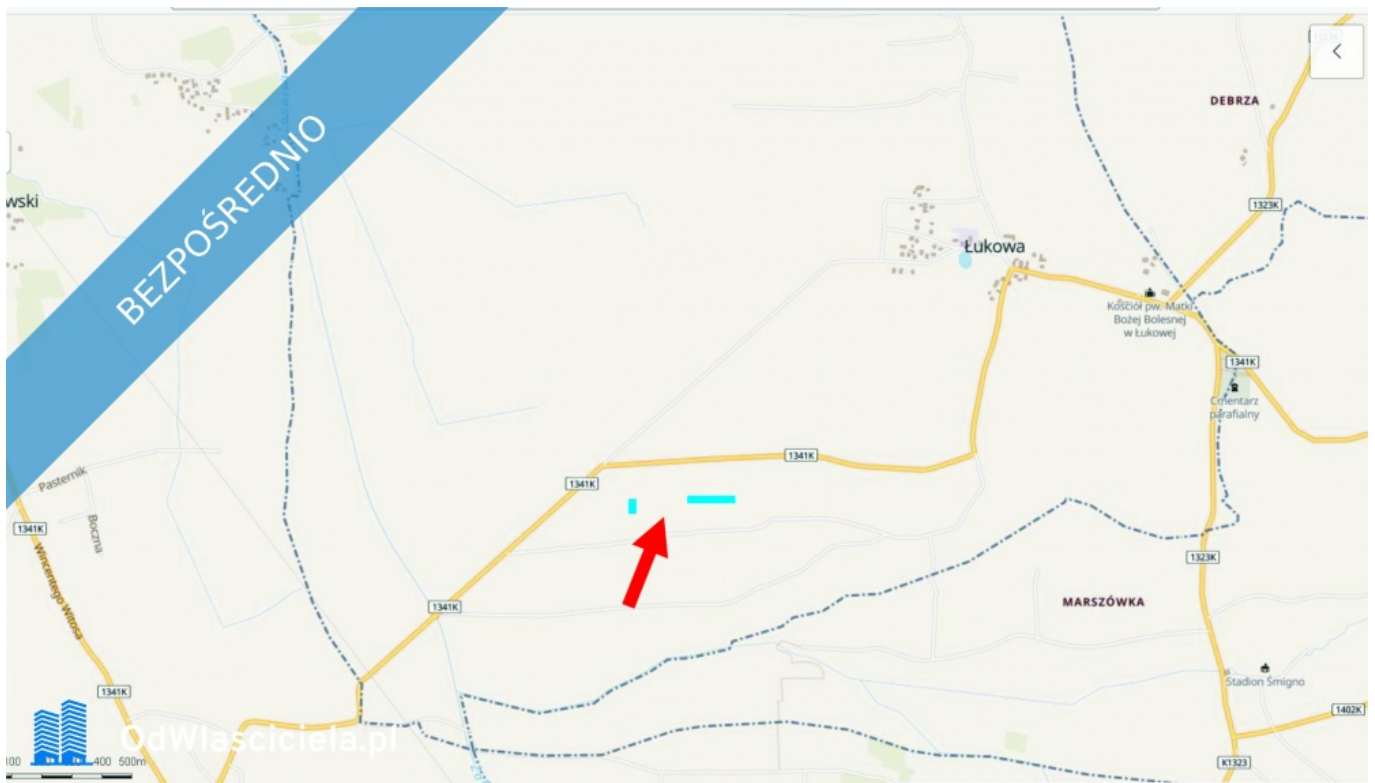 1323K
DEBRZA
BEZPOŚREDNIO
wski
1323K
Łukowa
Kościół pw. Matki
Bożej Bolesnej
w Łukowej
1341K
Cmentarz
parafialny
1341K
1341K
Pasternik
Boczna
1341K
Wincentego Witosa
1323K
1341K
MARSZÓWKA
Stadion Śmigno
1341K
1402K
OdWlasciciela.pl
400 500m
K1323